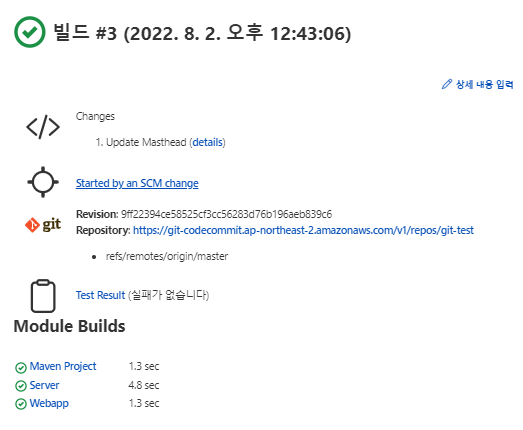 빌드 #3 (2022. 8. 2. 오후 12:43:06)
상세 내용 입력
Changes
1. Update Masthead (details)
Started by an SCM change
git
Revision: 9ff22394ce58525cf3cc56283d76b196aeb839c6
Repository: https://git-codecommit.ap-northeast-2.amazonaws.com/v1/repos/git-test
• refs/remotes/origin/master
Test Result (실패가 없습니다)
Module Builds
Maven Project 1.3 sec
Server 4.8 sec
Webapp 1.3 sec